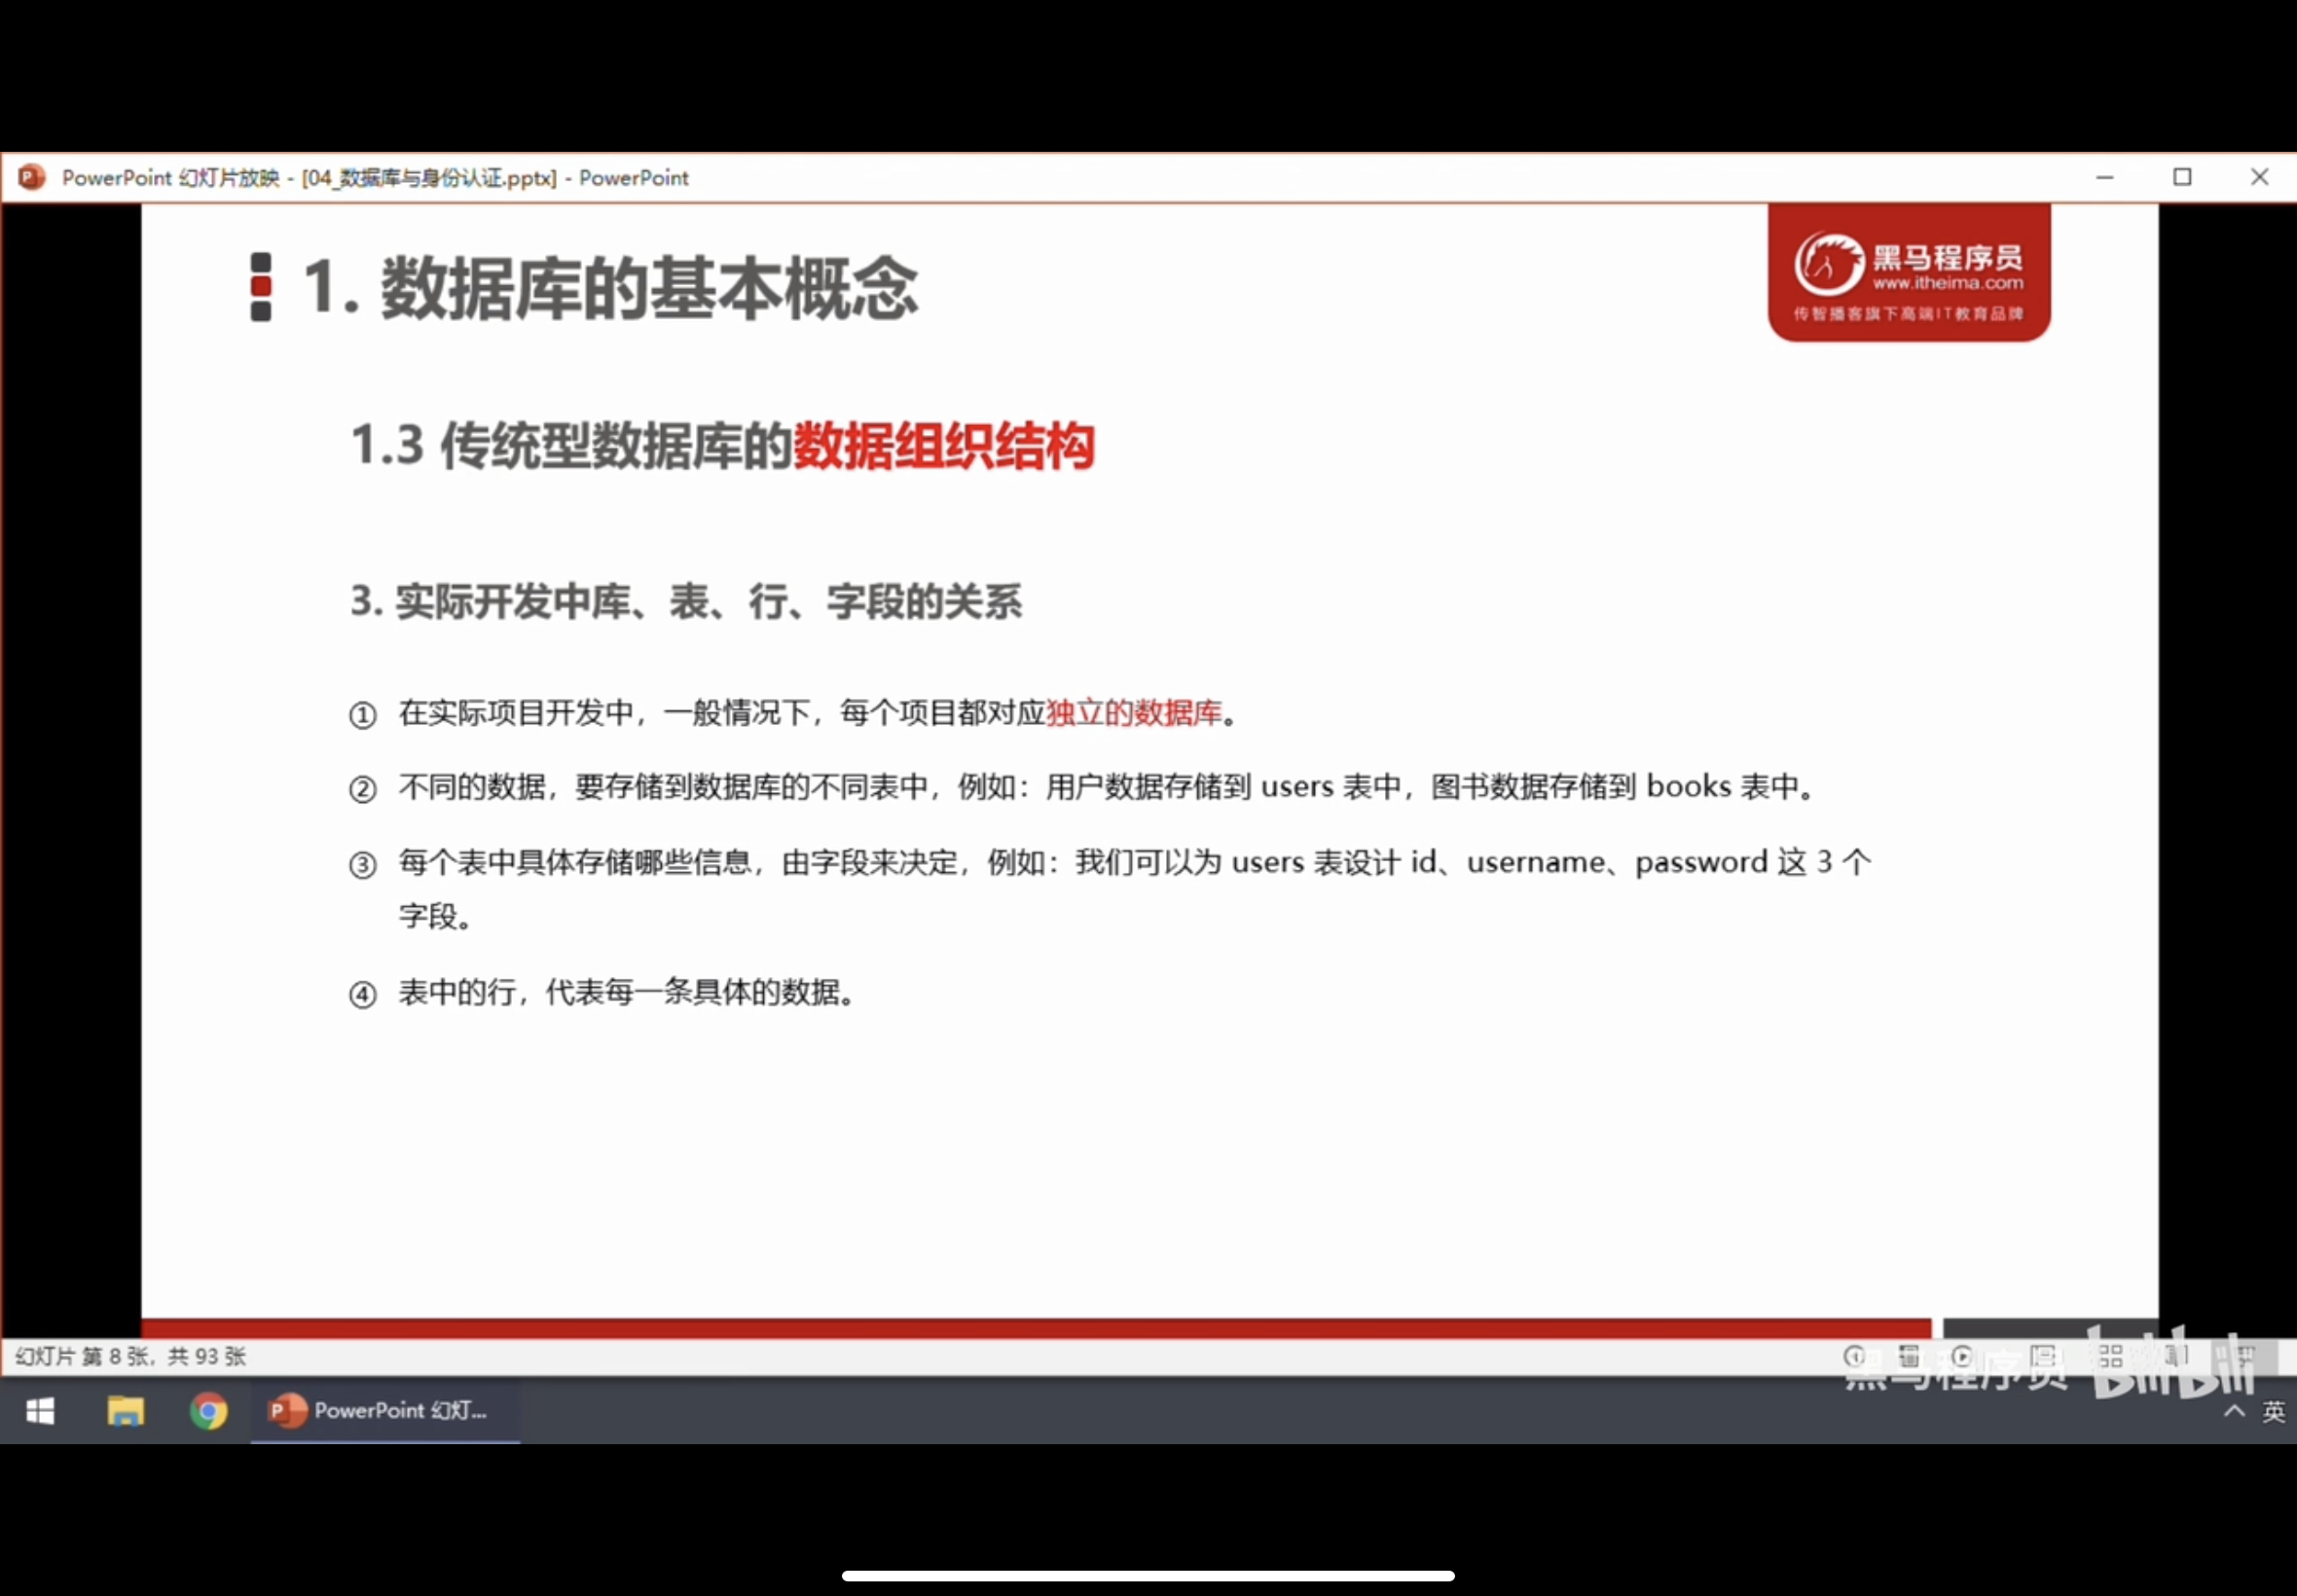 PowerPoint 幻灯片放映 - [04_数据库与身份认证.pptx] - PowerPoint
1. 数据库的基本概念
黑马程序员
www.itheima.com
传智播客旗下高端IT教育品牌
1.3 传统型数据库的数据组织结构
3. 实际开发中库、表、行、字段的关系
① 在实际项目开发中，一般情况下，每个项目都对应独立的数据库。
② 不同的数据，要存储到数据库的不同表中，例如：用户数据存储到 users 表中，图书数据存储到 books 表中。
③ 每个表中具体存储哪些信息，由字段来决定，例如：我们可以为 users 表设计 id、username、password 这 3 个
字段。
④ 表中的行，代表每一条具体的数据。
幻灯片 第 8 张，共 93 张
黑马程序员 bilibili
PowerPoint 幻灯...
英